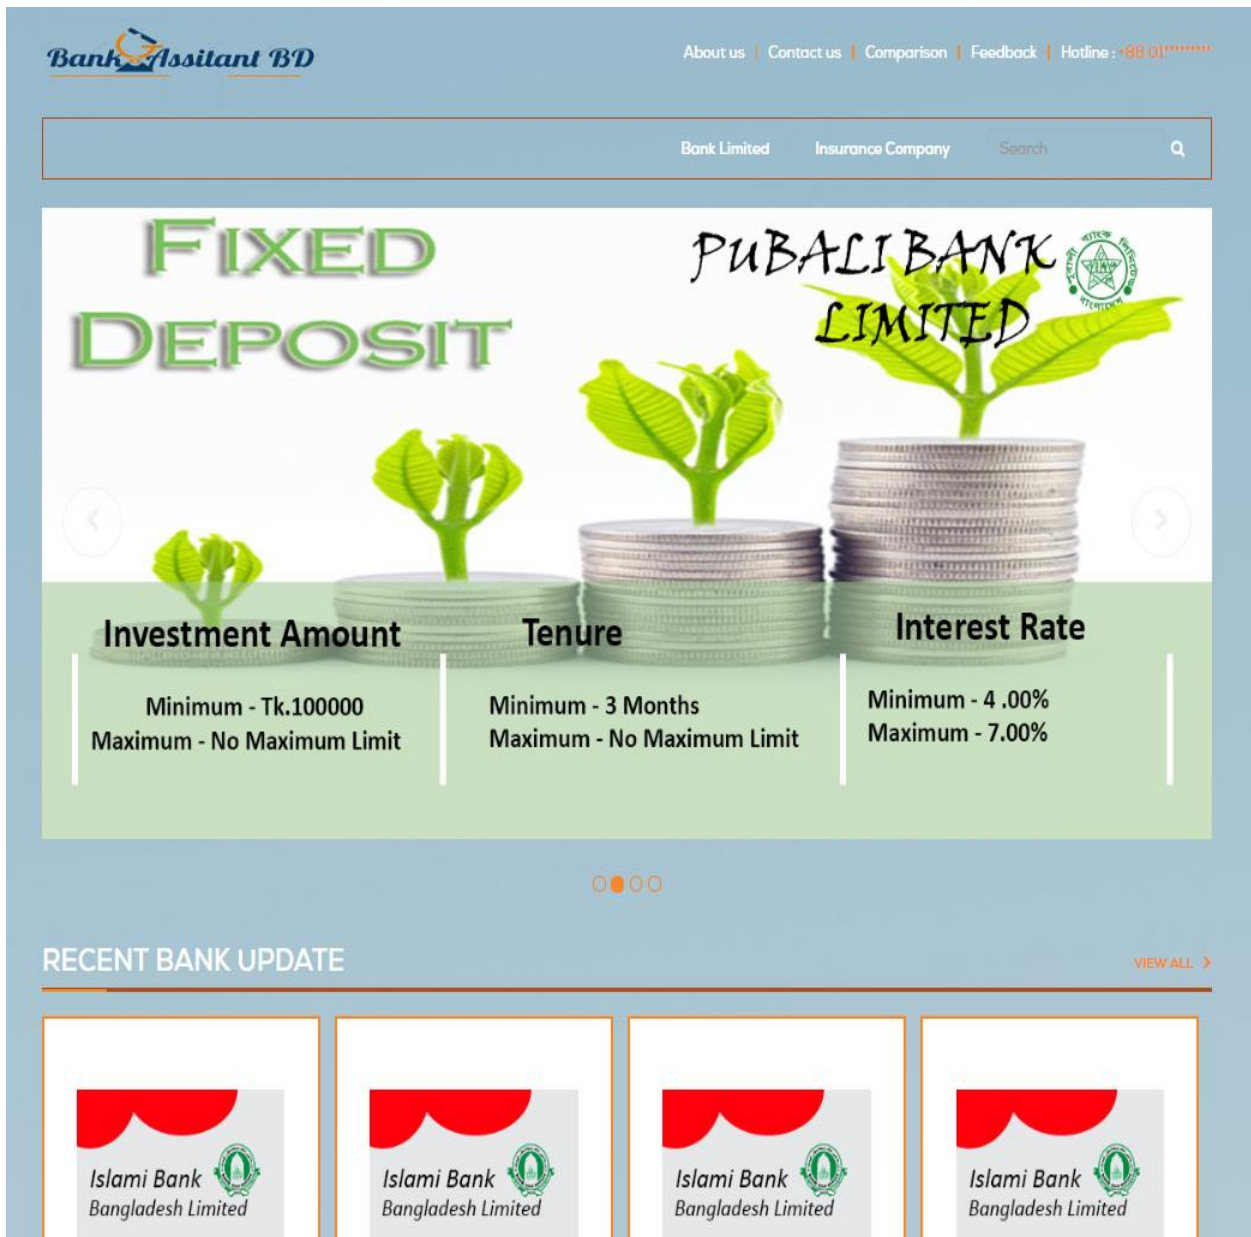 Bank Assitant BD
About us | Contact us | Comparison | Feedback | Hotline : +88 01*********
Bank Limited Insurance Company Search
FIXED
DEPOSIT
PUBALI BANK
LIMITED
পূবালী ব্যাংক লিমিটেড
বাংলাদেশ
Investment Amount
Minimum - Tk.100000
Maximum - No Maximum Limit
Tenure
Minimum - 3 Months
Maximum - No Maximum Limit
Interest Rate
Minimum - 4 .00%
Maximum - 7.00%
RECENT BANK UPDATE
VIEW ALL
Islami Bank
Bangladesh Limited
Islami Bank
Bangladesh Limited
Islami Bank
Bangladesh Limited
Islami Bank
Bangladesh Limited